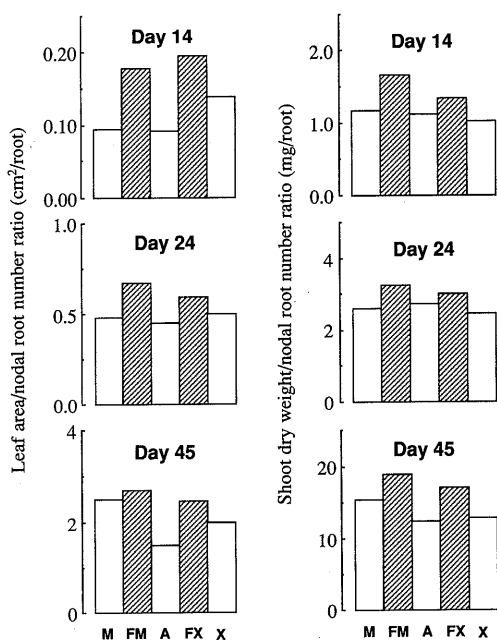 Leaf area/nodal root number ratio (cm²/root)
Day 14
0.20
0.10
0.00
Day 24
1.0
0.5
0.0
Day 45
4
2
0
M FM A FX X
Shoot dry weight/nodal root number ratio (mg/root)
Day 14
2.0
1.0
0.0
Day 24
4
2
0
Day 45
20
10
0
M FM A FX X